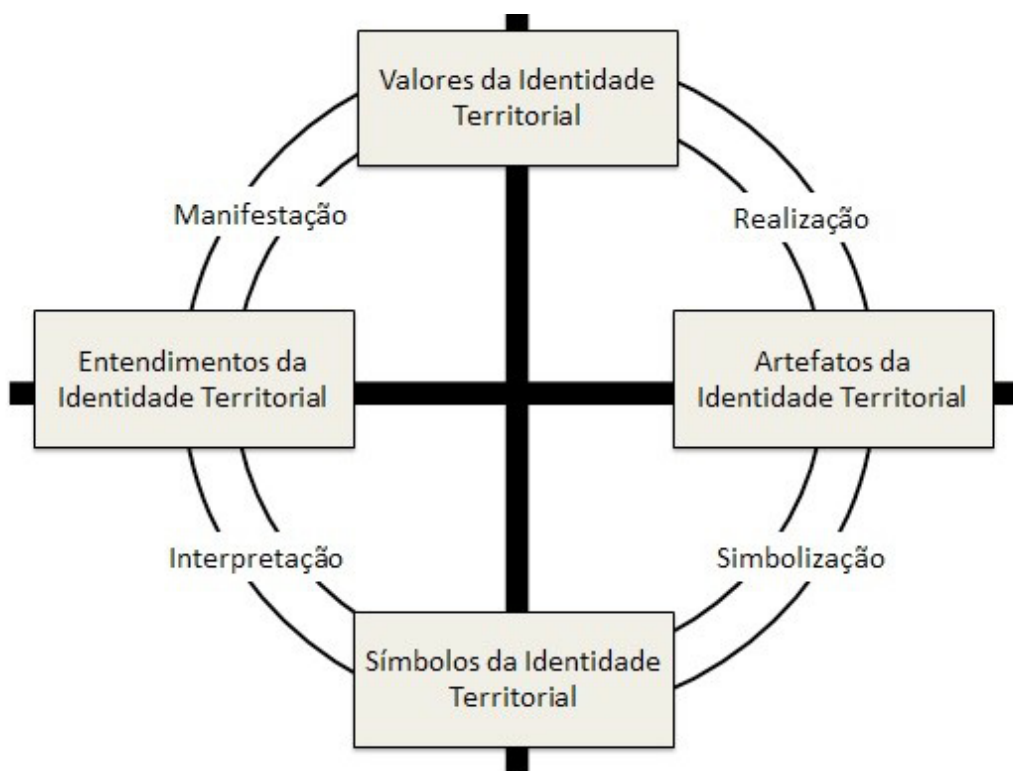 Valores da Identidade
Territorial
Manifestação
Realização
Entendimentos da
Identidade Territorial
Artefatos da
Identidade Territorial
Interpretação
Simbolização
Símbolos da Identidade
Territorial